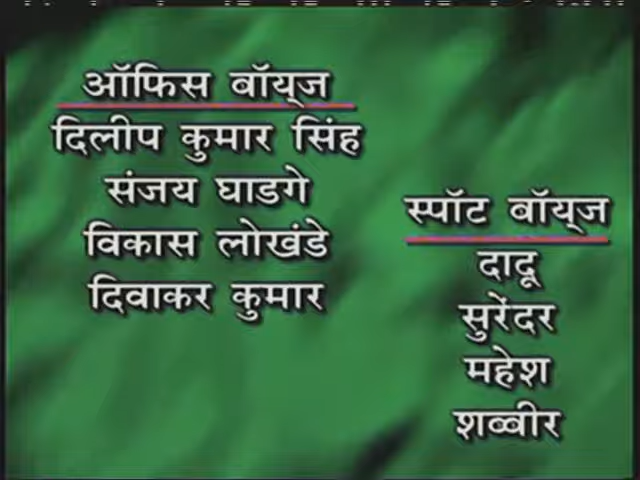 ऑफिस बॉय्ज
दिलीप कुमार सिंह
संजय घाडगे
विकास लोखंडे
दिवाकर कुमार
स्पॉट बॉय्ज
दादू
सुरेंदर
महेश
शब्बीर